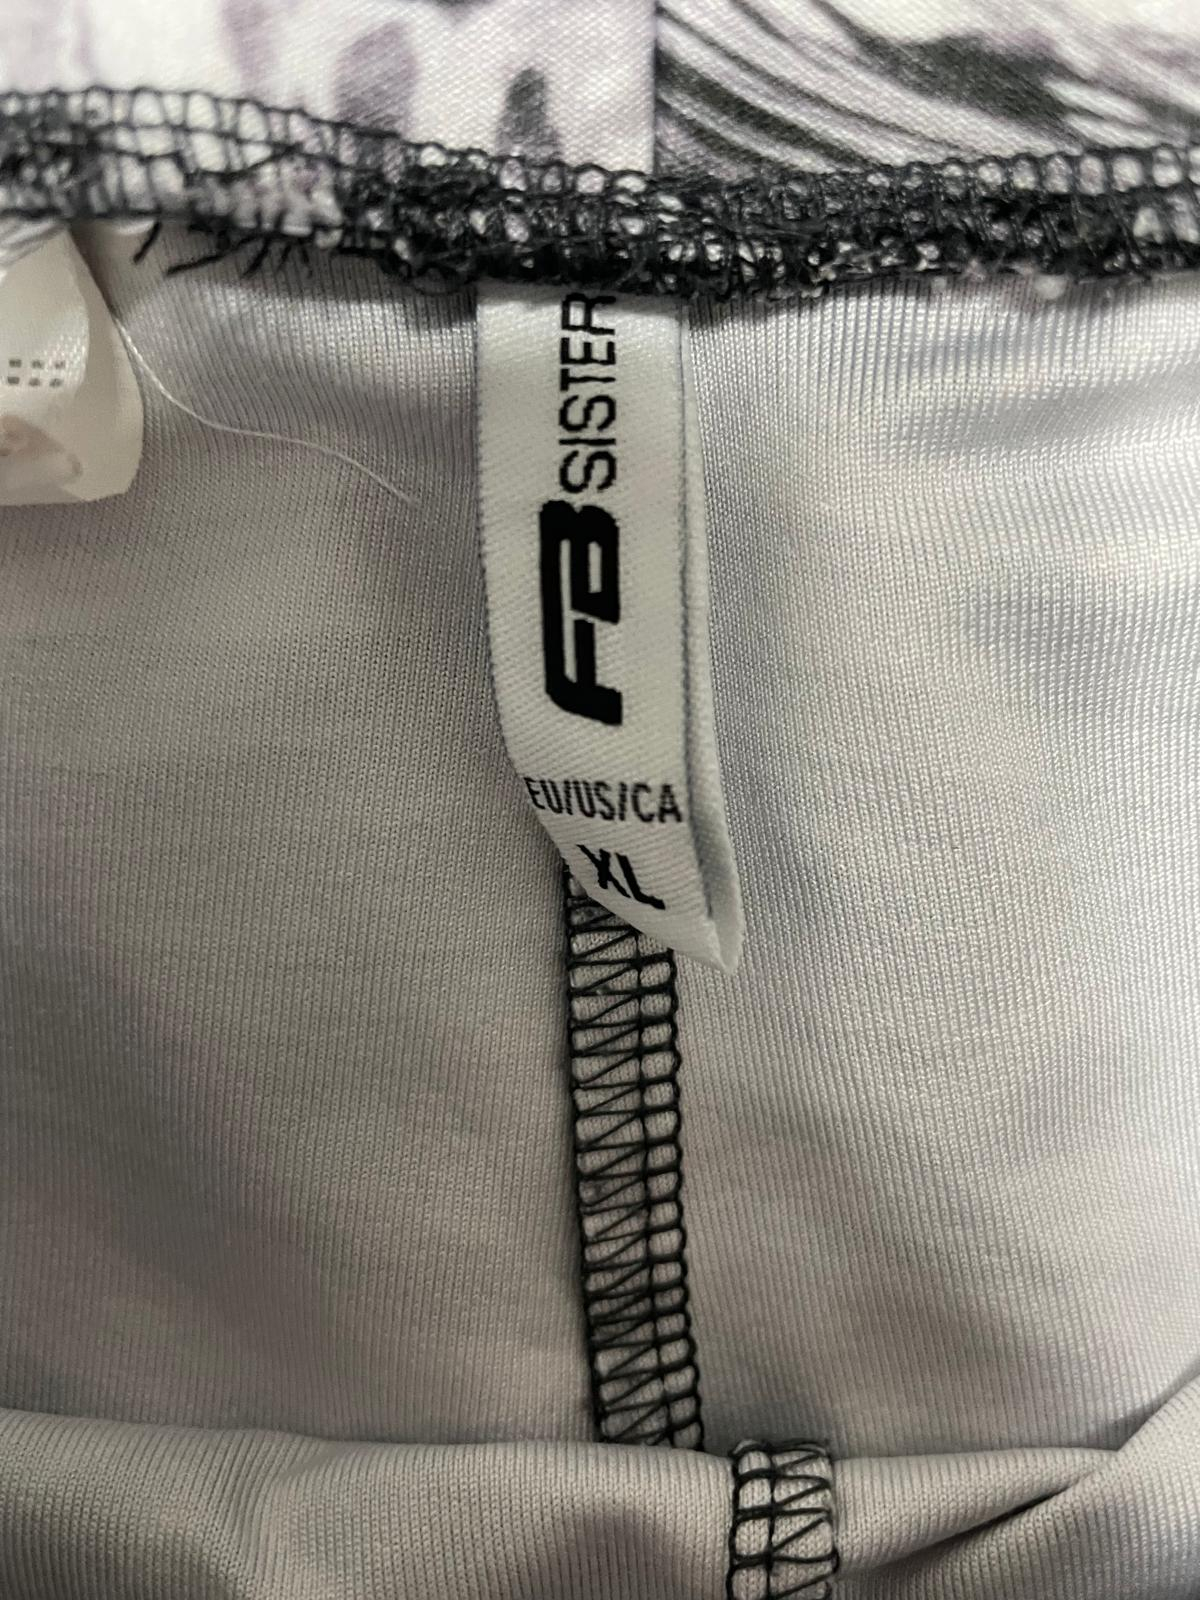 FB SISTER
EU/US/CA
XL